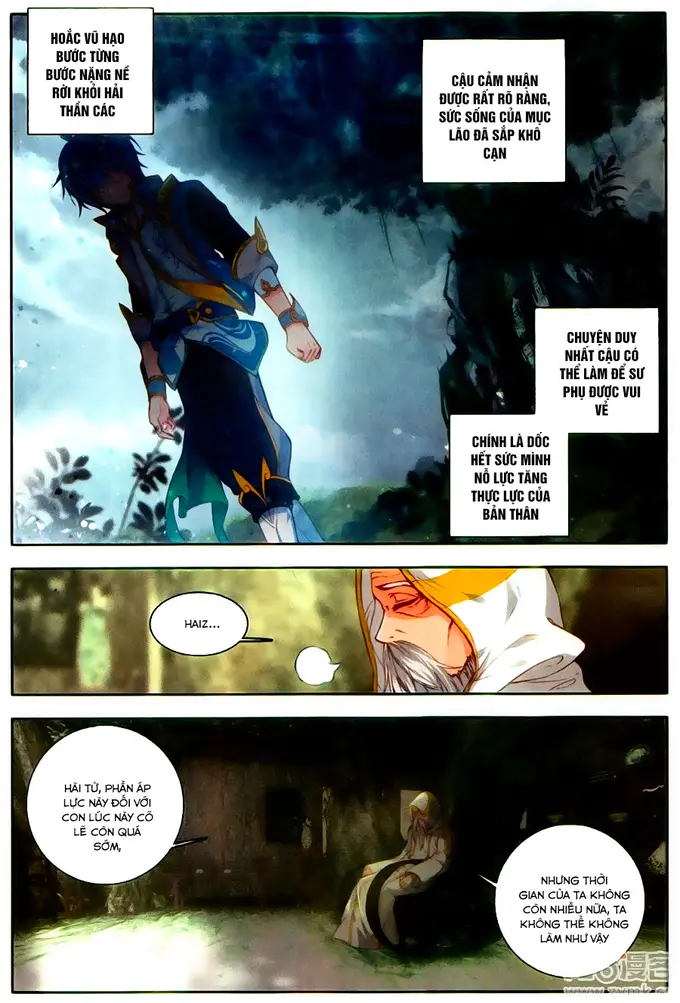 HOẮC VŨ HẠO
BƯỚC TỪNG
BƯỚC NẶNG NỀ
RỜI KHỎI HẢI
THẦN CÁC
CẬU CẢM NHẬN
ĐƯỢC RẤT RÕ RÀNG,
SỨC SỐNG CỦA MỤC
LÃO ĐÃ SẮP KHÔ
CẠN
CHUYỆN DUY
NHẤT CẬU CÓ
THỂ LÀM ĐỂ SƯ
PHỤ ĐƯỢC VUI
VẺ
CHÍNH LÀ DỐC
HẾT SỨC MÌNH
NỖ LỰC TĂNG
THỰC LỰC CỦA
BẢN THÂN
HAIZ...
HÀI TỬ, PHẦN ÁP
LỰC NÀY ĐỐI VỚI
CON LÚC NÀY CÓ
LẼ CÒN QUÁ
SỚM,
NHƯNG THỜI
GIAN CỦA TA KHÔNG
CÒN NHIỀU NỮA, TA
KHÔNG THỂ KHÔNG
LÀM NHƯ VẬY